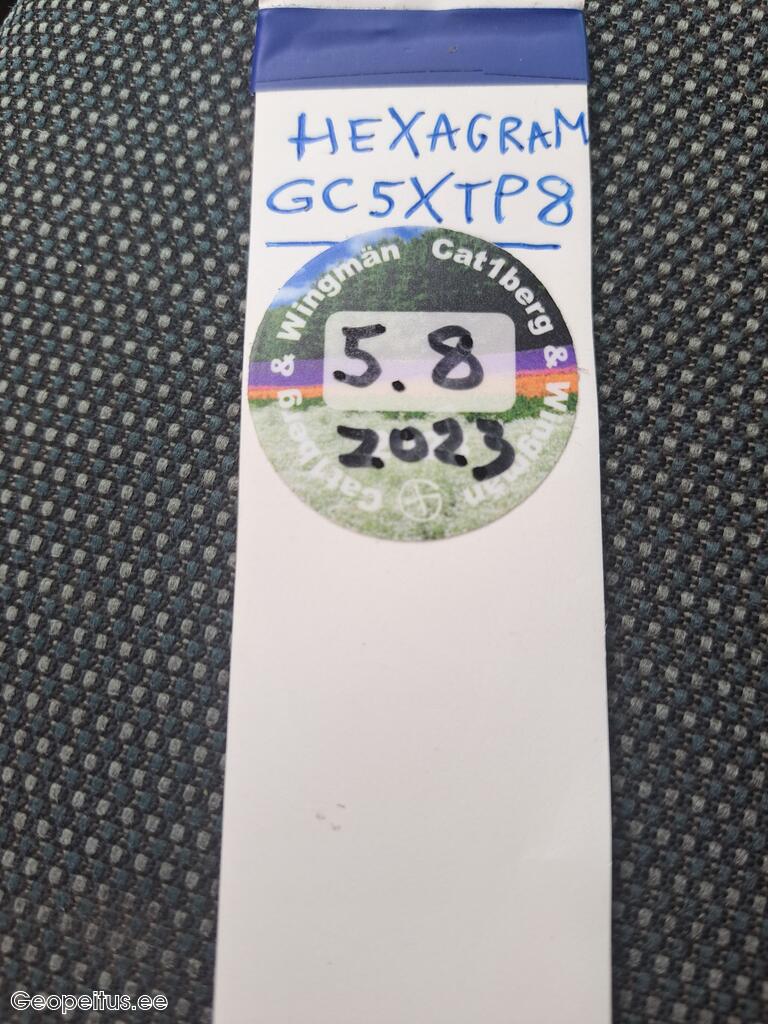 HEXAGRAM
GC5XTP8
Cat1berg & Wingmän
Cat1berg & Wingmän
5.8
2023
Geopeitus.ee